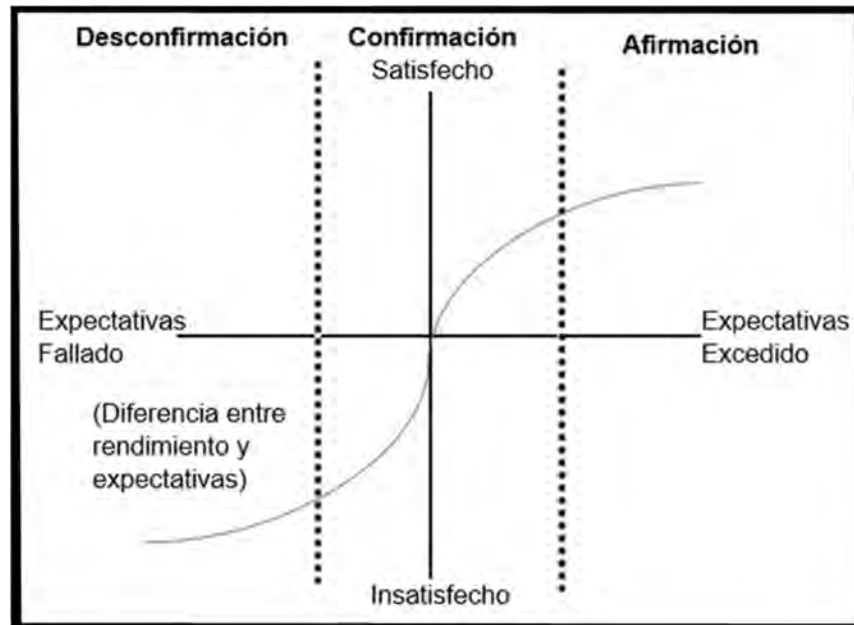 Desconfirmación
Confirmación
Afirmación
Satisfecho
Expectativas
Fallado
Expectativas
Excedido
(Diferencia entre
rendimiento y
expectativas)
Insatisfecho